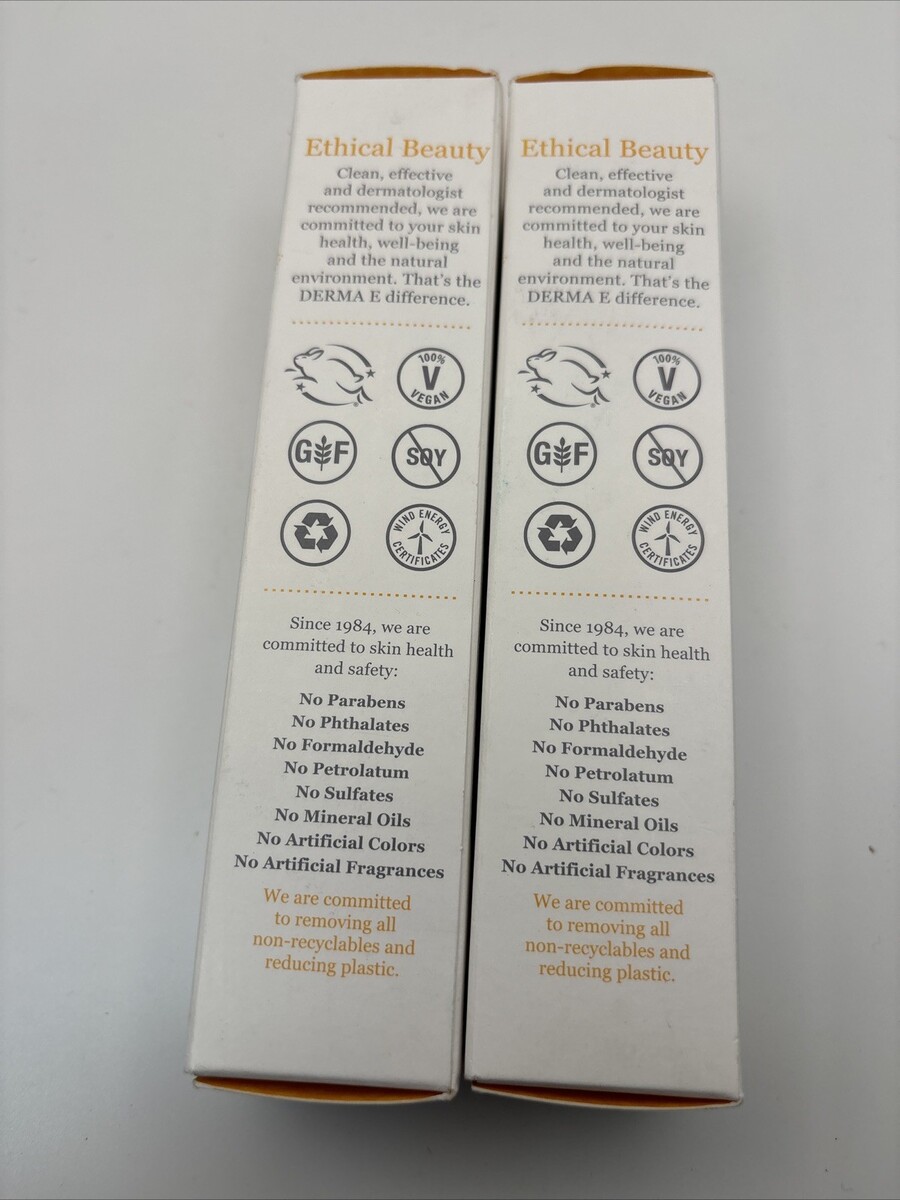 Ethical Beauty
Clean, effective
and dermatologist
recommended, we are
committed to your skin
health, well-being
and the natural
environment. That's the
DERMA E difference.
100%
V
VEGAN
G F
SOY
WIND ENERGY
CERTIFICATES
Since 1984, we are
committed to skin health
and safety:
No Parabens
No Phthalates
No Formaldehyde
No Petrolatum
No Sulfates
No Mineral Oils
No Artificial Colors
No Artificial Fragrances
We are committed
to removing all
non-recyclables and
reducing plastic.
Ethical Beauty
Clean, effective
and dermatologist
recommended, we are
committed to your skin
health, well-being
and the natural
environment. That's the
DERMA E difference.
100%
V
VEGAN
G F
SOY
WIND ENERGY
CERTIFICATES
Since 1984, we are
committed to skin health
and safety:
No Parabens
No Phthalates
No Formaldehyde
No Petrolatum
No Sulfates
No Mineral Oils
No Artificial Colors
No Artificial Fragrances
We are committed
to removing all
non-recyclables and
reducing plastic.